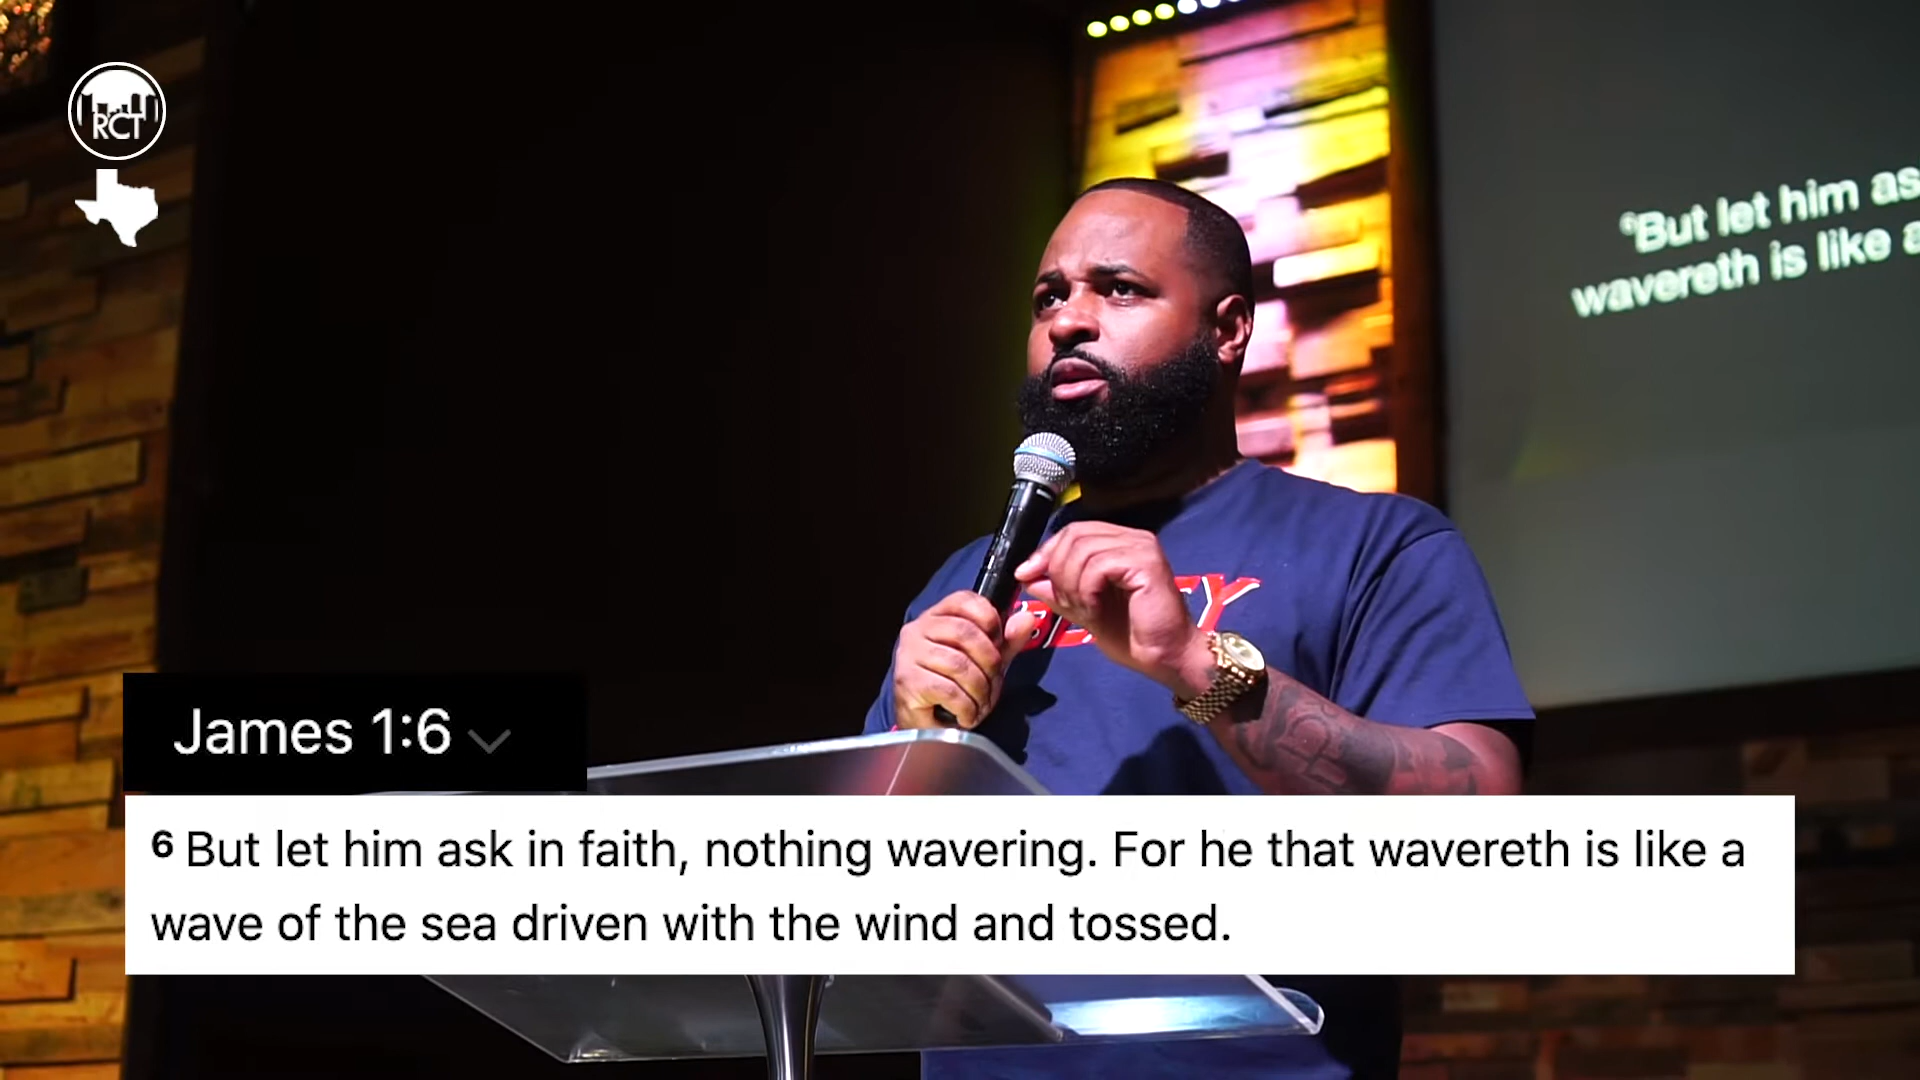 RCT
⁶But let him as
wavereth is like a
James 1:6
6 But let him ask in faith, nothing wavering. For he that wavereth is like a
wave of the sea driven with the wind and tossed.